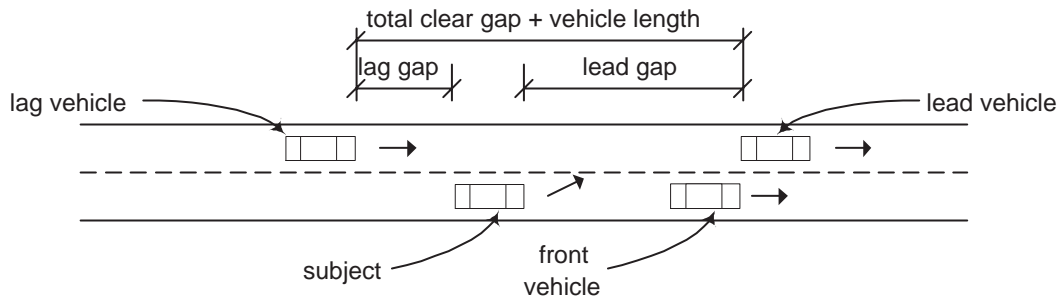 total clear gap + vehicle length
lag gap
lead gap
lag vehicle
lead vehicle
subject
front
vehicle